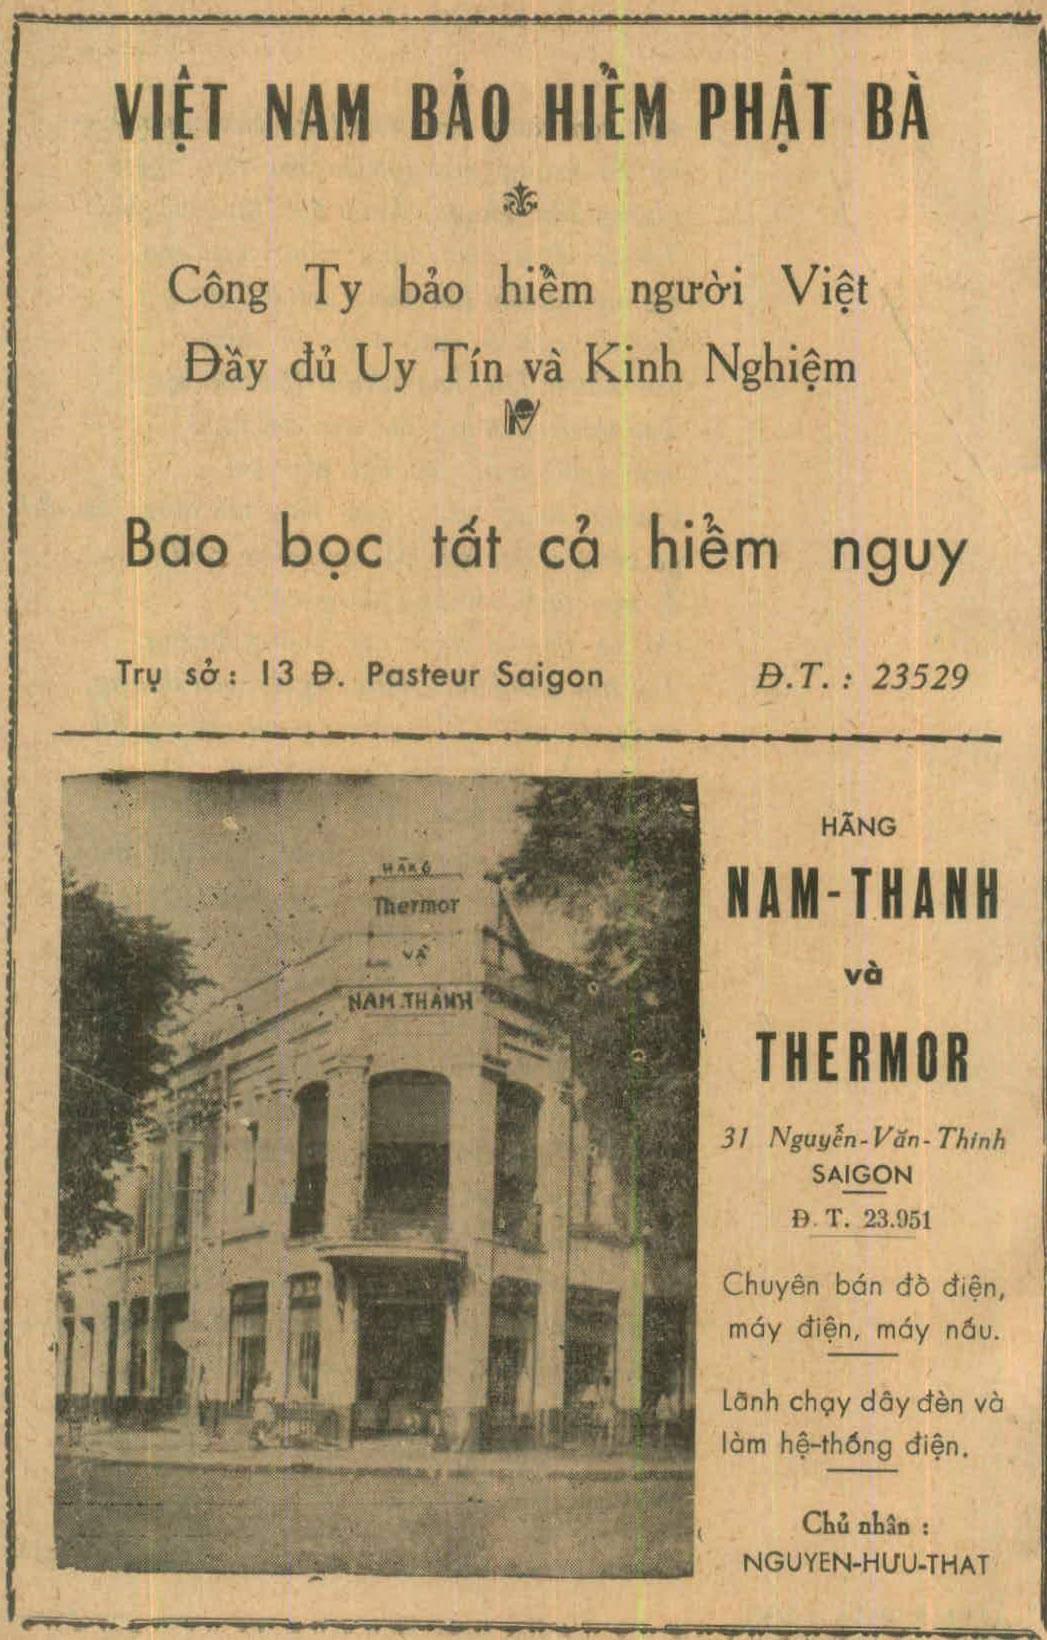 VIỆT NAM BẢO HIỂM PHẬT BÀ
Công Ty bảo hiểm người Việt
Đầy đủ Uy Tín và Kinh Nghiệm
Bao bọc tất cả hiểm nguy
Trụ sở: 13 Đ. Pasteur Saigon Đ.T. : 23529
HÃNG
Thermor
VÀ
NAM.THÀNH
HÃNG
NAM-THANH
và
THERMOR
31 Nguyễn-Văn-Thinh
SAIGON
Đ. T. 23.951
Chuyên bán đồ điện,
máy điện, máy nấu.
Lãnh chạy dây đèn và
làm hệ-thống điện.
Chủ nhân :
NGUYEN-HƯU-THAT